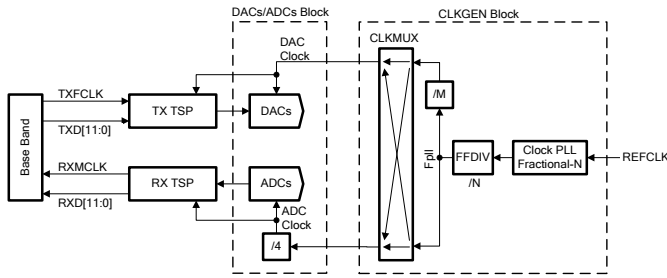 DACs/ADCs Block
CLKGEN Block
DAC
Clock
CLKMUX
TXFCLK
TX TSP
DACs
/M
TXD[11:0]
Base Band
Fpll
FFDIV
/N
Clock PLL
Fractional-N
REFCLK
RXMCLK
RX TSP
ADCs
RXD[11:0]
ADC
Clock
/4